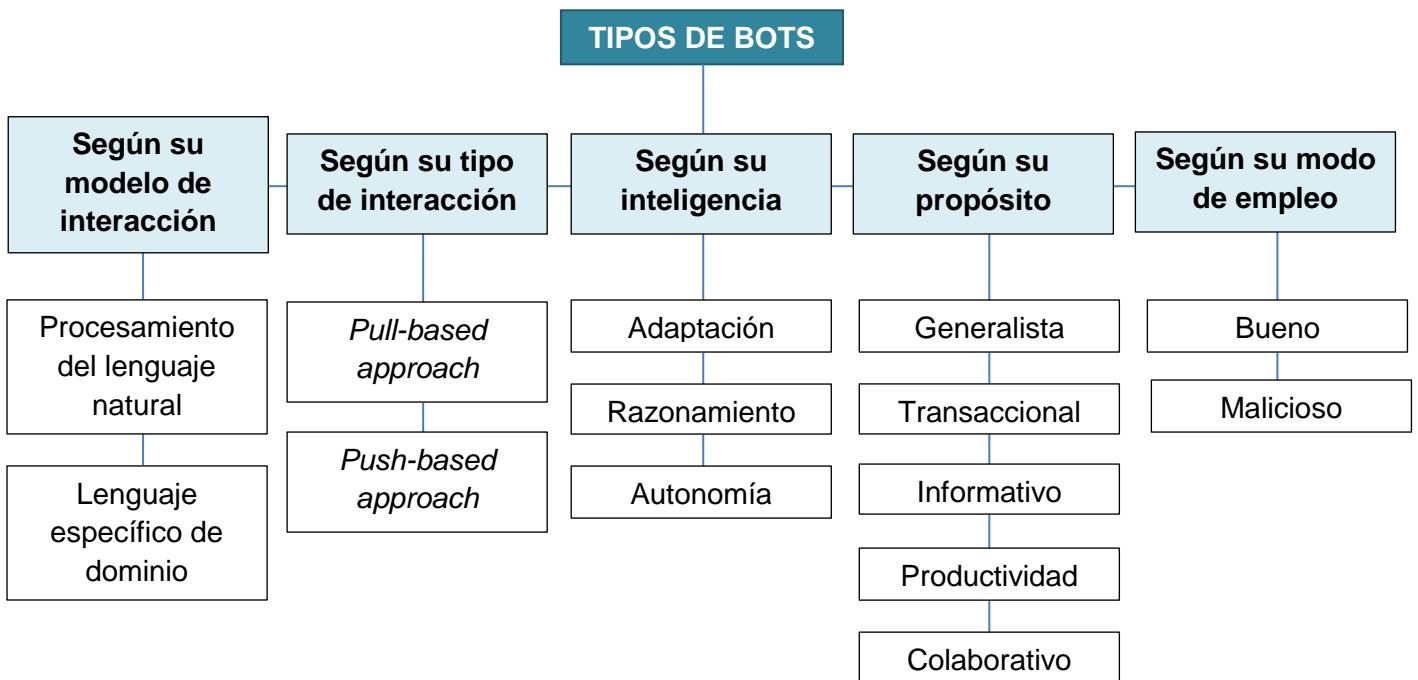 TIPOS DE BOTS
Según su
modelo de
interacción
Procesamiento
del lenguaje
natural
Lenguaje
específico de
dominio
Según su tipo
de interacción
Pull-based
approach
Push-based
approach
Según su
inteligencia
Adaptación
Razonamiento
Autonomía
Según su
propósito
Generalista
Transaccional
Informativo
Productividad
Colaborativo
Según su modo
de empleo
Bueno
Malicioso